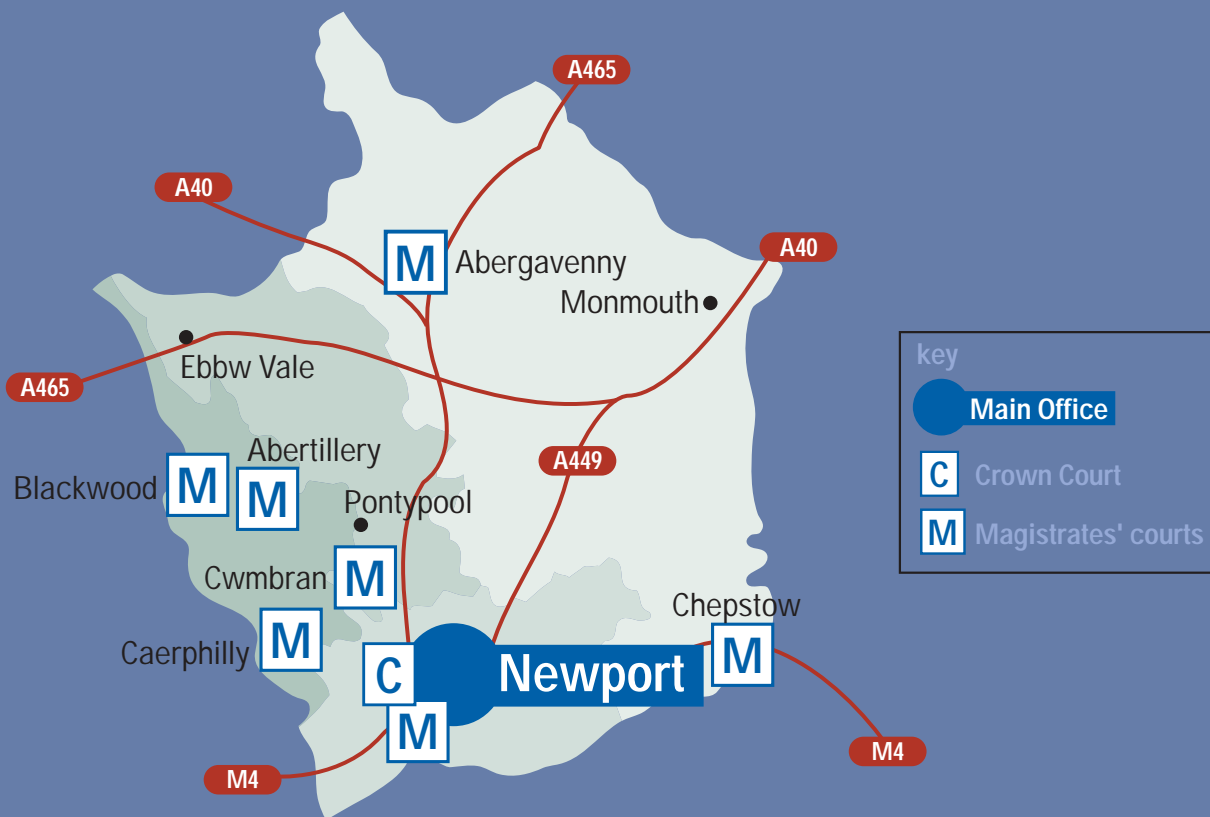 A465
A40
A40
M Abergavenny
Monmouth
Ebbw Vale
A465
Abertillery
Blackwood M
M
A449
Pontypool
Cwmbran M
Chepstow
Caerphilly M
M
C Newport
M
M4
M4
key
Main Office
C Crown Court
M Magistrates' courts